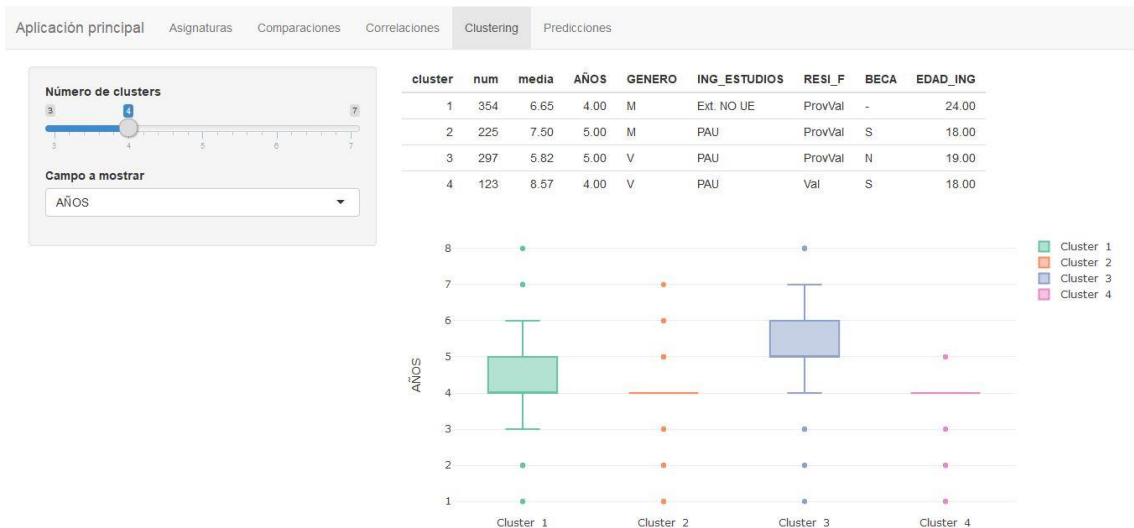 Aplicación principal Asignaturas Comparaciones Correlaciones Clustering Predicciones
Número de clusters
3 4 7
3 4 5 6 7
Campo a mostrar
AÑOS
cluster num media AÑOS GENERO ING_ESTUDIOS RESI_F BECA EDAD_ING
1 354 6.65 4.00 M Ext. NO UE ProvVal - 24.00
2 225 7.50 5.00 M PAU ProvVal S 18.00
3 297 5.82 5.00 V PAU ProvVal N 19.00
4 123 8.57 4.00 V PAU Val S 18.00
8
7
6
5
4
3
2
1
AÑOS
Cluster 1 Cluster 2 Cluster 3 Cluster 4
Cluster 1
Cluster 2
Cluster 3
Cluster 4